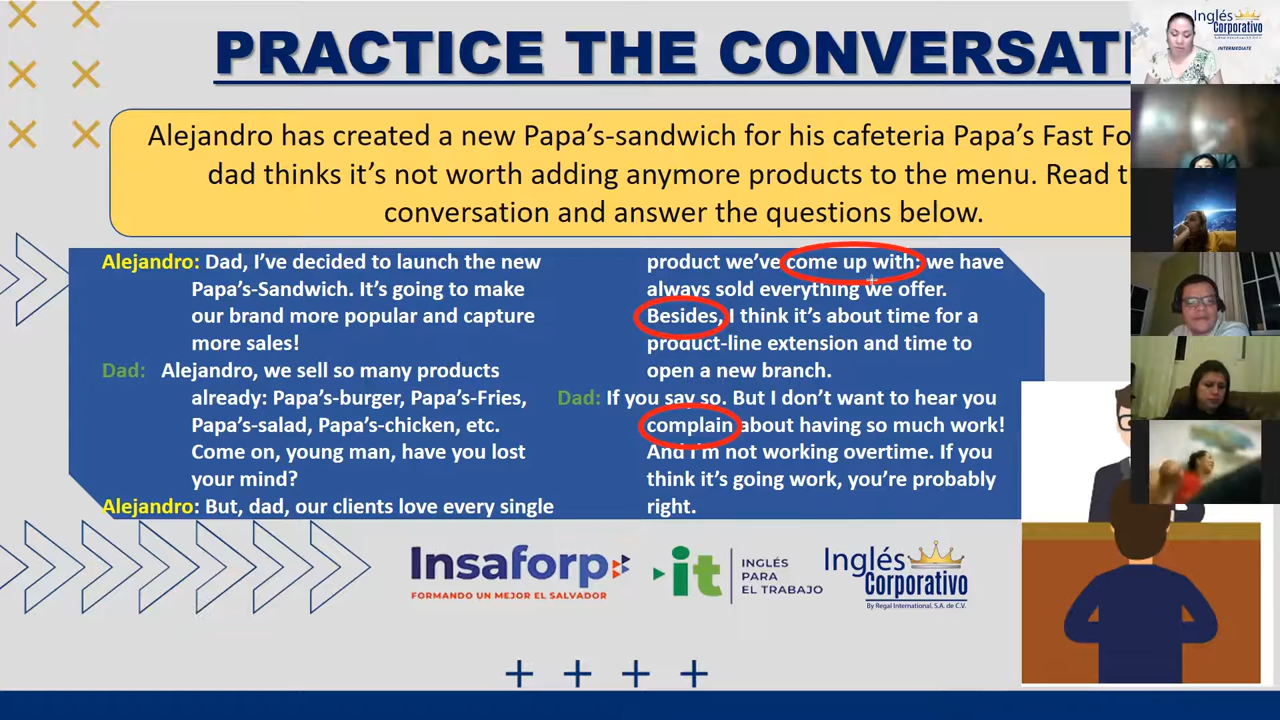 PRACTICE THE CONVERSATI
Alejandro has created a new Papa's-sandwich for his cafeteria Papa's Fast Fo
dad thinks it's not worth adding anymore products to the menu. Read t
conversation and answer the questions below.
Alejandro: Dad, I've decided to launch the new
Papa's-Sandwich. It's going to make
our brand more popular and capture
more sales!
Dad: Alejandro, we sell so many products
already: Papa's-burger, Papa's-Fries,
Papa's-salad, Papa's-chicken, etc.
Come on, young man, have you lost
your mind?
Alejandro: But, dad, our clients love every single
product we've come up with: we have
always sold everything we offer.
Besides, I think it's about time for a
product-line extension and time to
open a new branch.
Dad: If you say so. But I don't want to hear you
complain about having so much work!
And I'm not working overtime. If you
think it's going work, you're probably
right.
Insaforp
FORMANDO UN MEJOR EL SALVADOR
it
INGLÉS
PARA
EL TRABAJO
Inglés
Corporativo
By Regal International, S.A. de C.V.
Inglés
Corporativo
INTERMEDIATE